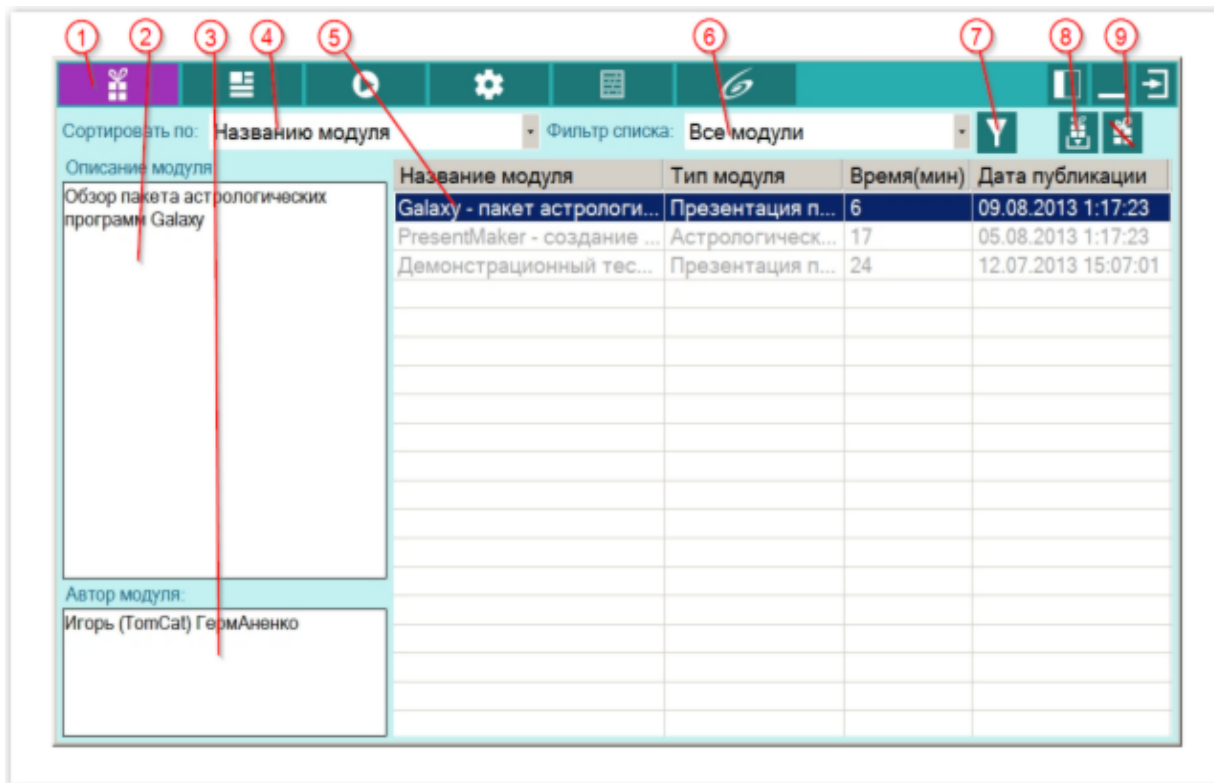 1 2 3 4 5 6 7 8 9
Сортировать по: Названию модуля Фильтр списка: Все модули
Описание модуля
Обзор пакета астрологических
программ Galaxy
Название модуля Тип модуля Время(мин) Дата публикации
Galaxy - пакет астрологи... Презентация п... 6 09.08.2013 1:17:23
PresentMaker - создание ... Астрологическ... 17 05.08.2013 1:17:23
Демонстрационный тес... Презентация п... 24 12.07.2013 15:07:01
Автор модуля:
Игорь (TomCat) ГермАненко